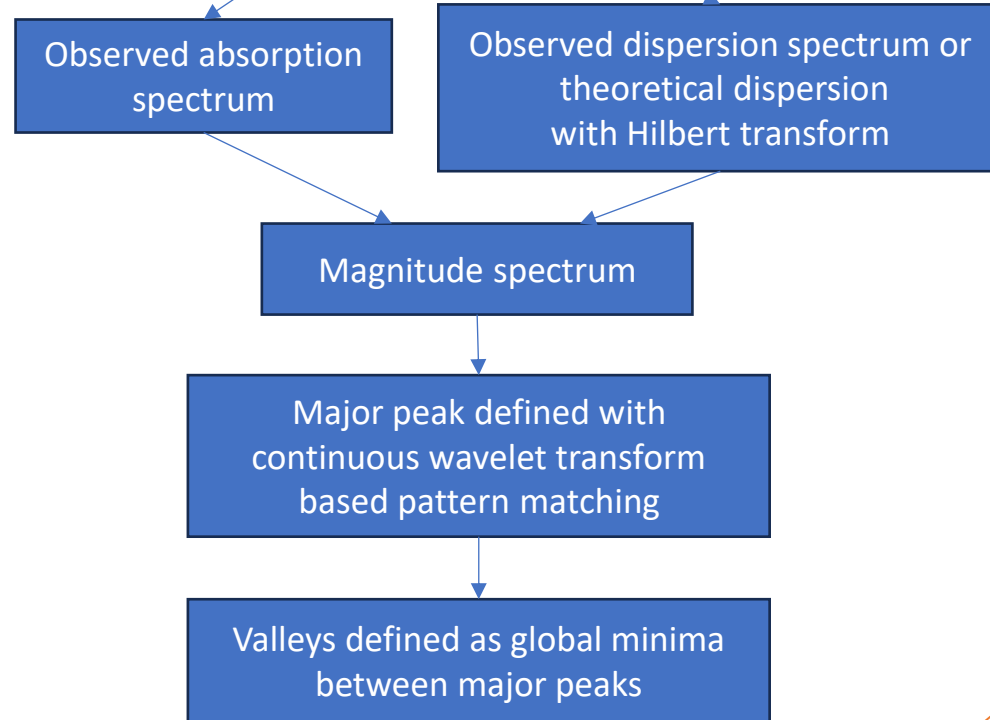 Observed absorption
spectrum
Observed dispersion spectrum or
theoretical dispersion
with Hilbert transform
Magnitude spectrum
Major peak defined with
continuous wavelet transform
based pattern matching
Valleys defined as global minima
between major peaks